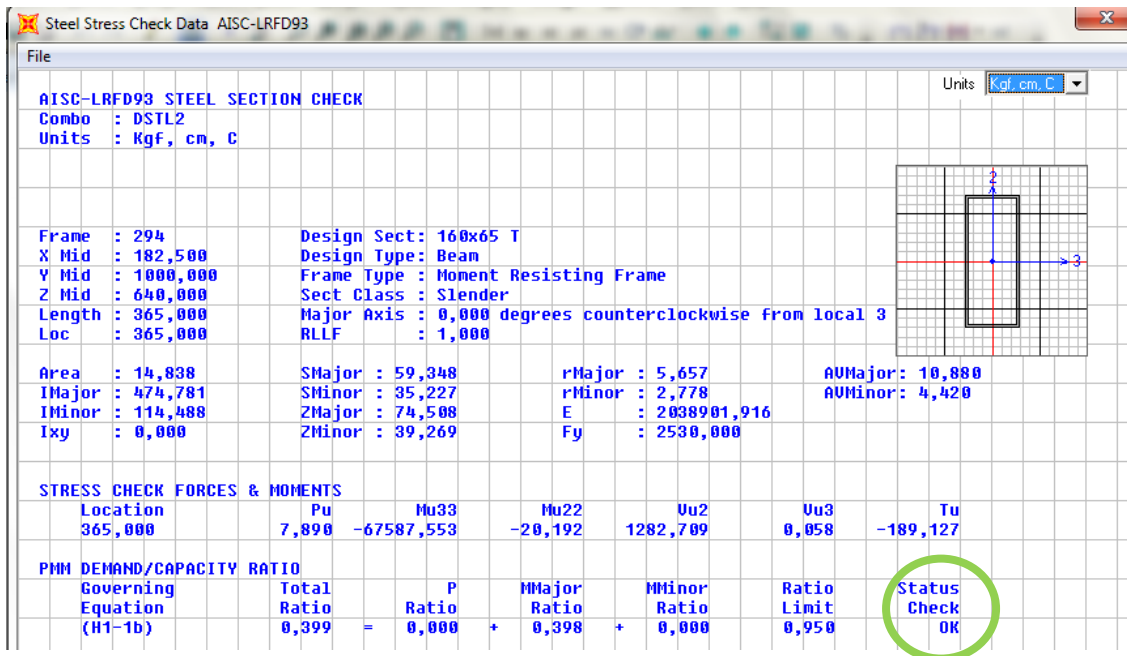 Steel Stress Check Data AISC-LRFD93
File
Units Kgf, cm, C
AISC-LRFD93 STEEL SECTION CHECK
Combo : DSTL2
Units : Kgf, cm, C
2
3
Frame : 294 Design Sect: 160x65 T
X Mid : 182,500 Design Type: Beam
Y Mid : 1000,000 Frame Type : Moment Resisting Frame
Z Mid : 640,000 Sect Class : Slender
Length : 365,000 Major Axis : 0,000 degrees counterclockwise from local 3
Loc : 365,000 RLLF : 1,000
Area : 14,838 SMajor : 59,348 rMajor : 5,657 AVMajor: 10,880
IMajor : 474,781 SMinor : 35,227 rMinor : 2,778 AVMinor: 4,420
IMinor : 114,488 ZMajor : 74,508 E : 2038901,916
Ixy : 0,000 ZMinor : 39,269 Fy : 2530,000
STRESS CHECK FORCES & MOMENTS
Location Pu Mu33 Mu22 Vu2 Vu3 Tu
365,000 7,890 -67587,553 -20,192 1282,709 0,058 -189,127
PMM DEMAND/CAPACITY RATIO
Governing Total P MMajor MMinor Ratio Status
Equation Ratio Ratio Ratio Ratio Limit Check
(H1-1b) 0,399 = 0,000 + 0,398 + 0,000 0,950 OK